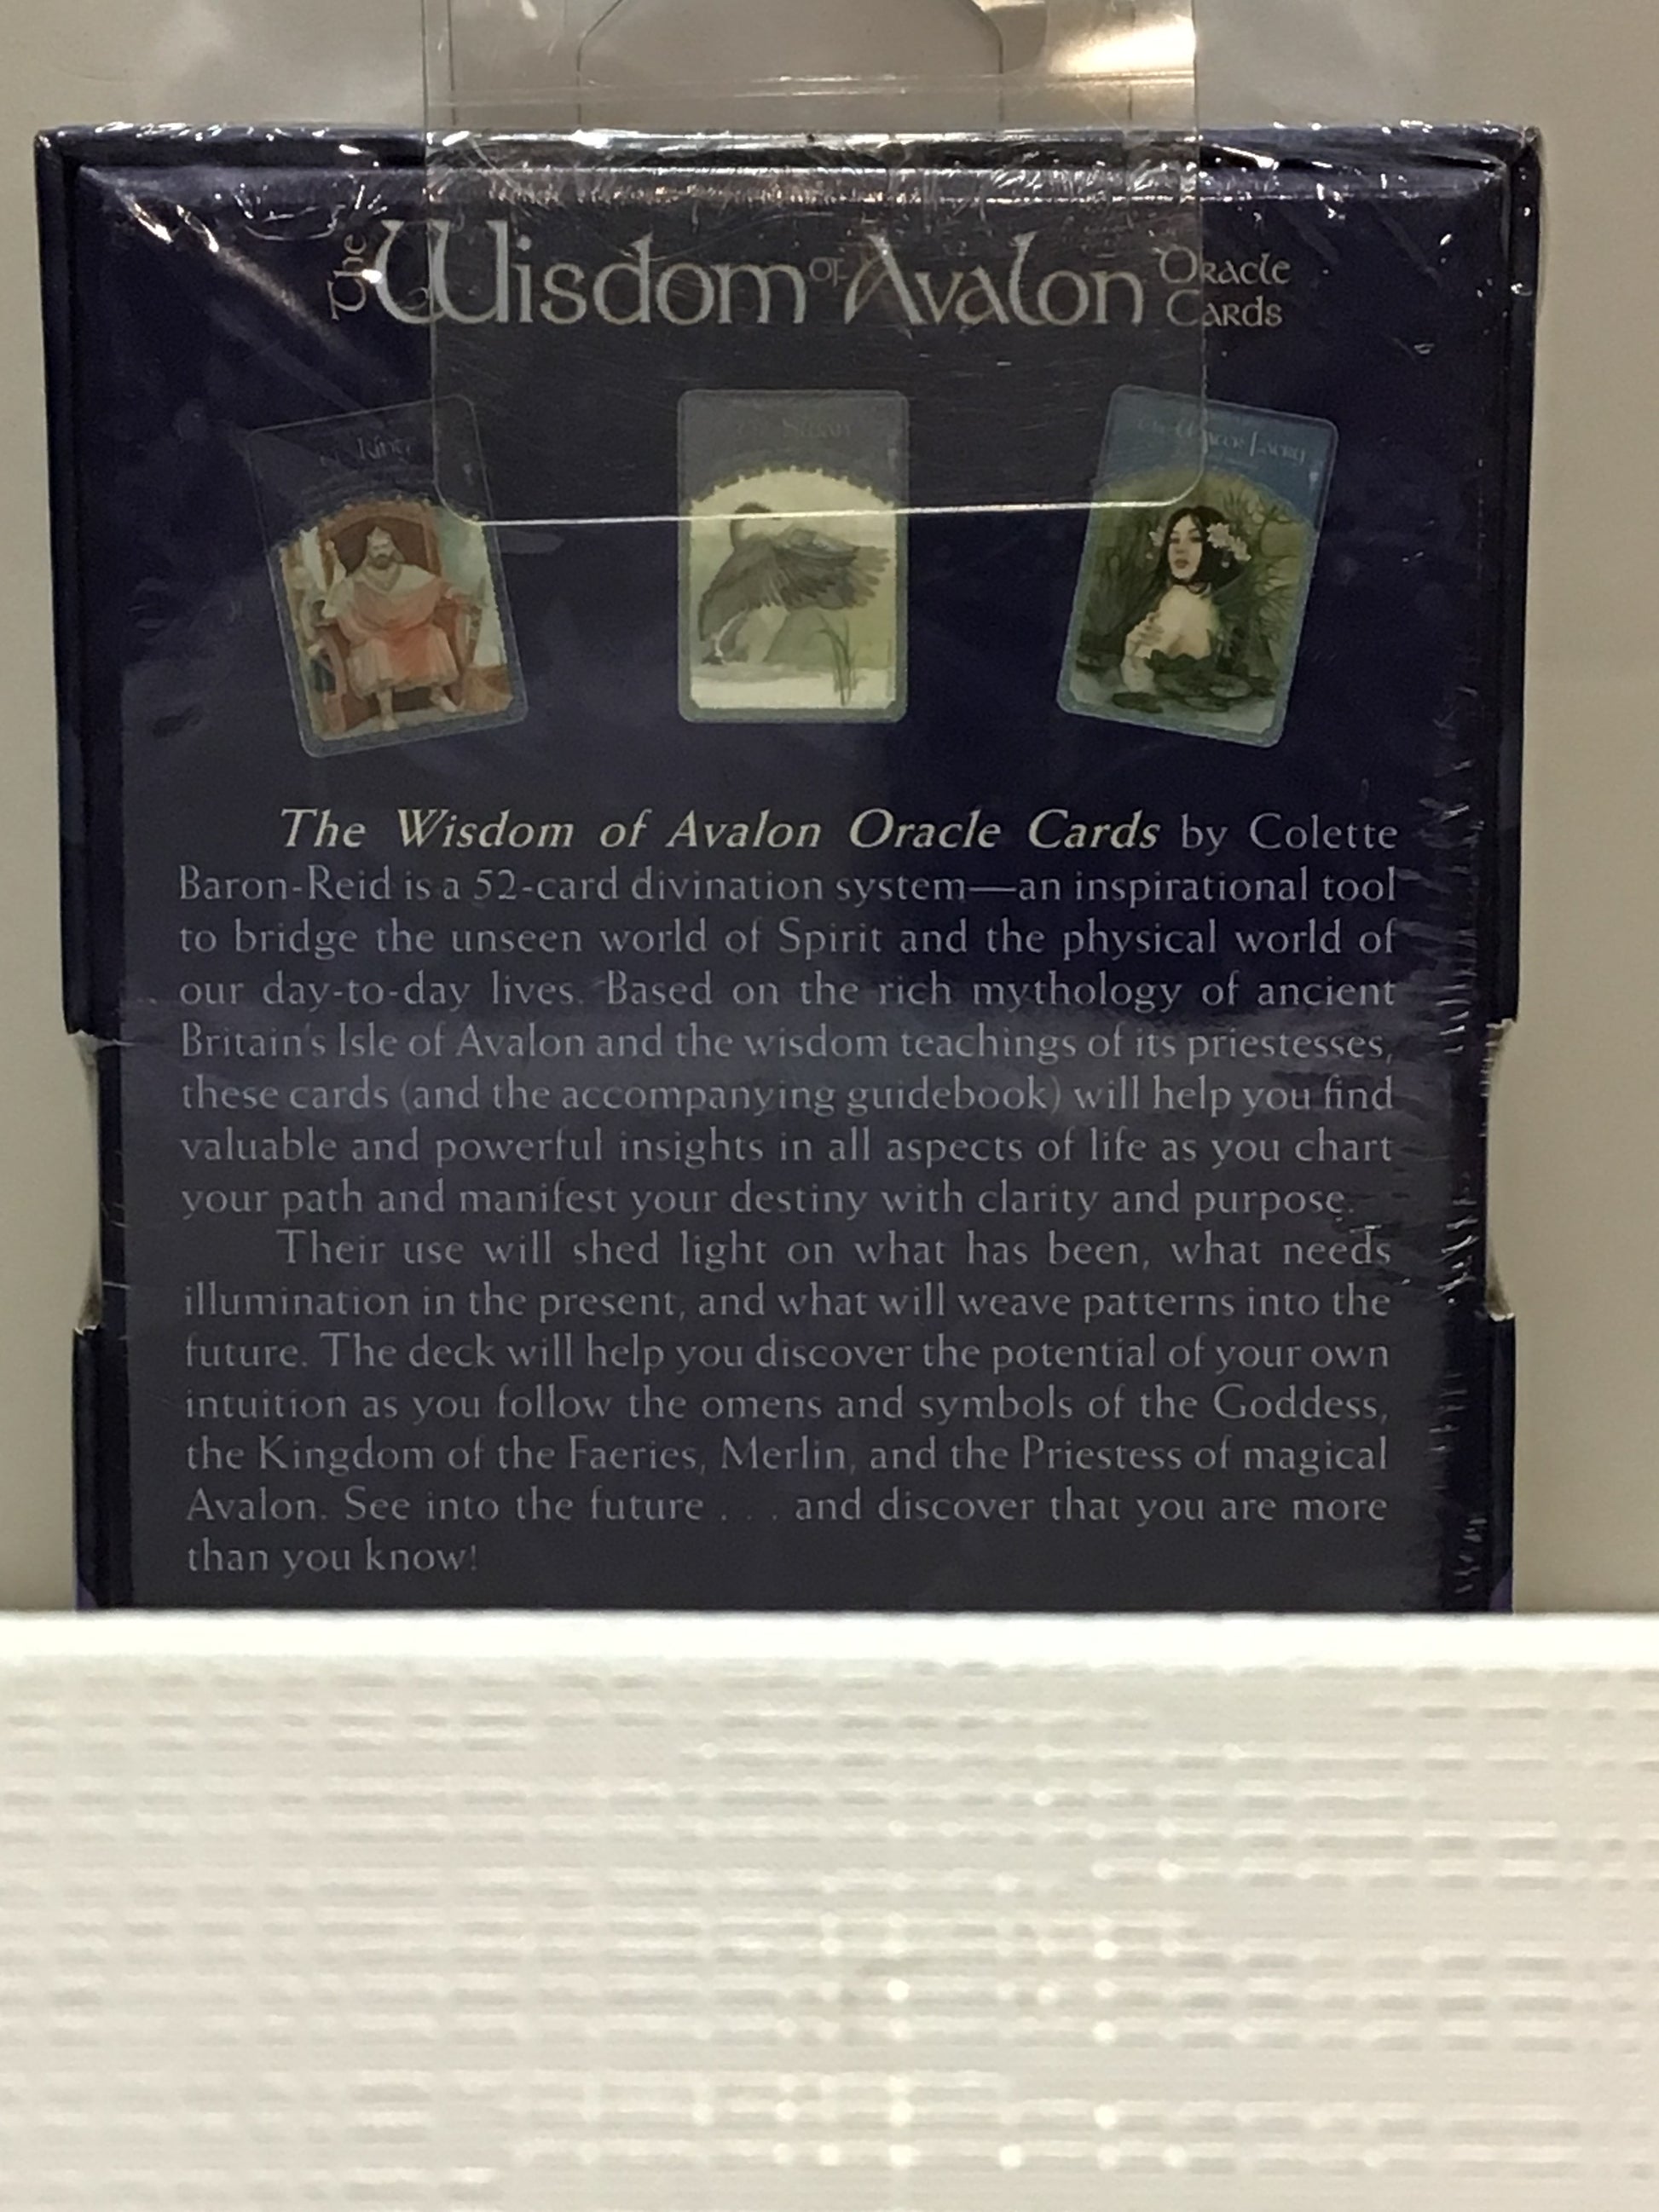 The Wisdom OF Avalon Oracle Cards
King
Swan
Water Faery
The Wisdom of Avalon Oracle Cards by Colette
Baron-Reid is a 52-card divination system—an inspirational tool
to bridge the unseen world of Spirit and the physical world of
our day-to-day lives. Based on the rich mythology of ancient
Britain's Isle of Avalon and the wisdom teachings of its priestesses,
these cards (and the accompanying guidebook) will help you find
valuable and powerful insights in all aspects of life as you chart
your path and manifest your destiny with clarity and purpose.
Their use will shed light on what has been, what needs
illumination in the present, and what will weave patterns into the
future. The deck will help you discover the potential of your own
intuition as you follow the omens and symbols of the Goddess,
the Kingdom of the Faeries, Merlin, and the Priestess of magical
Avalon. See into the future . . . and discover that you are more
than you know!